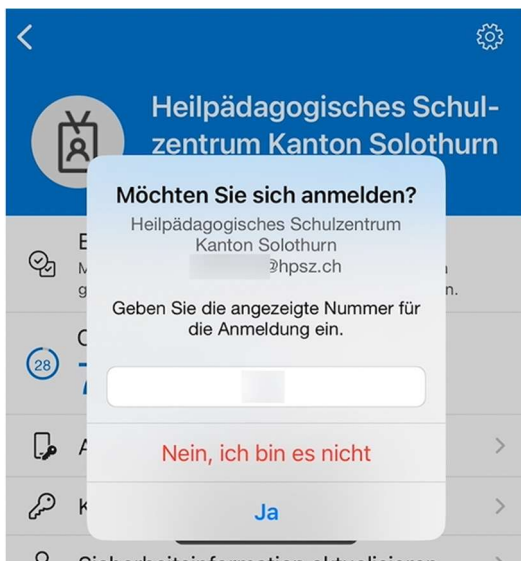 Heilpädagogisches Schul-
zentrum Kanton Solothurn
Möchten Sie sich anmelden?
Heilpädagogisches Schulzentrum
Kanton Solothurn
@hpsz.ch
Geben Sie die angezeigte Nummer für
die Anmeldung ein.
28
Nein, ich bin es nicht
Ja